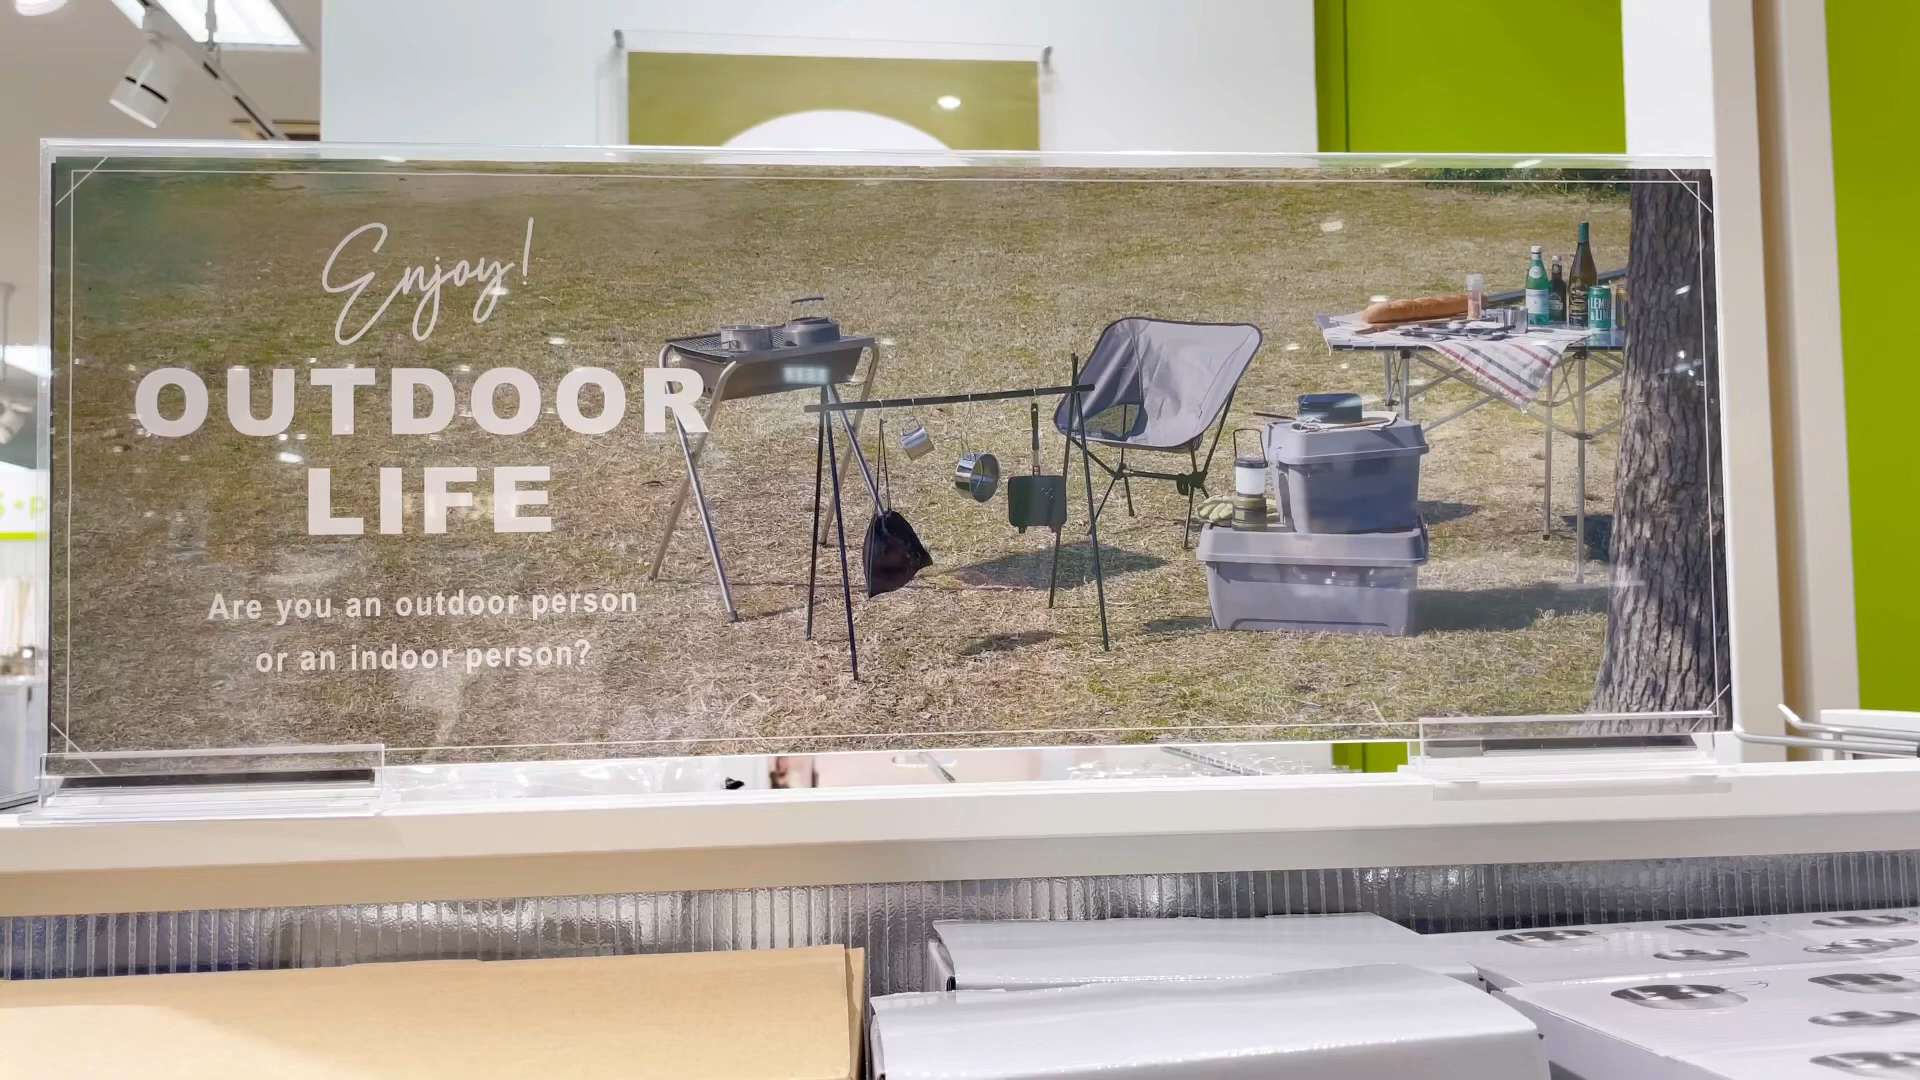 Enjoy!
OUTDOOR
LIFE
Are you an outdoor person
or an indoor person?